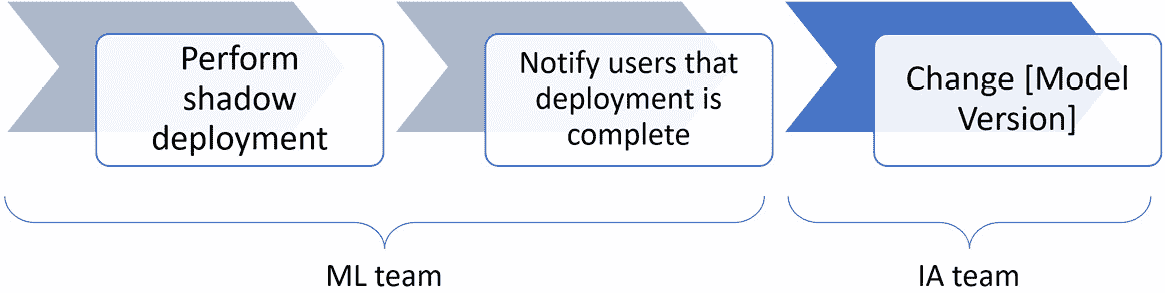 Perform
shadow
deployment
Notify users that
deployment is
complete
Change [Model
Version]
ML team
IA team